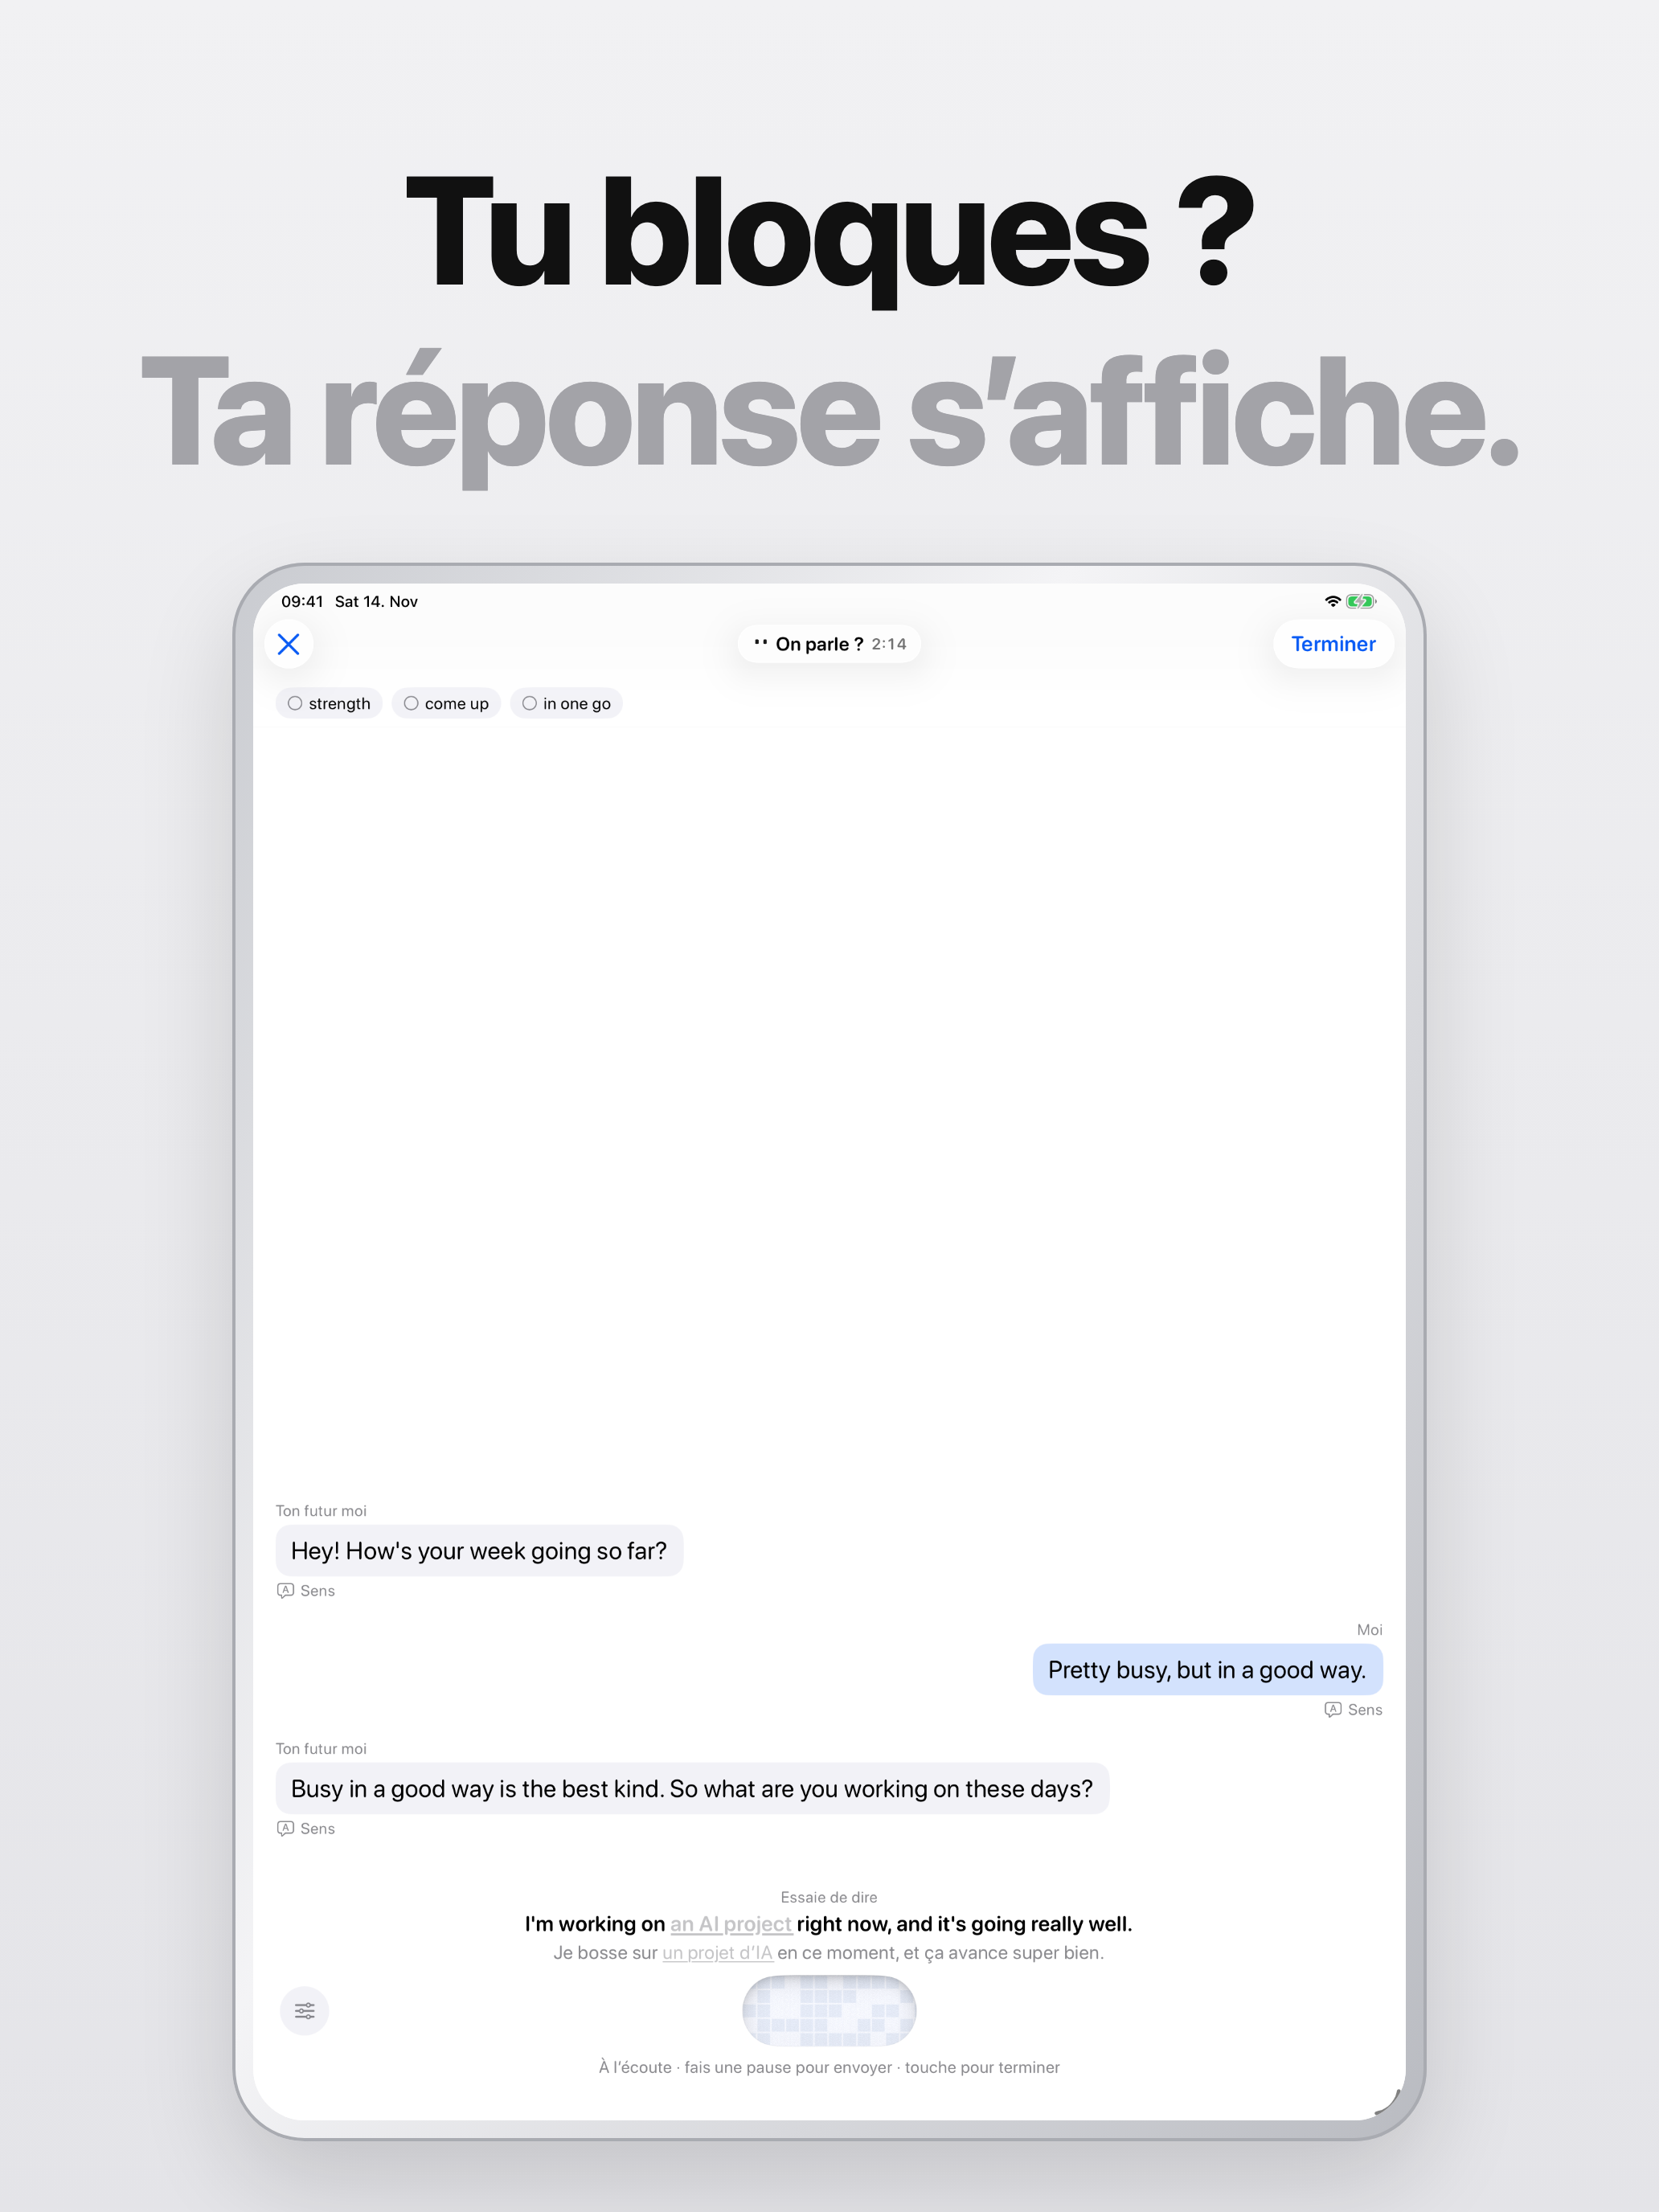 Tu bloques ?
Ta réponse s’affiche.
09:41 Sat 14. Nov
On parle ? 2:14
Terminer
strength
come up
in one go
Ton futur moi
Hey! How's your week going so far?
Sens
Moi
Pretty busy, but in a good way.
Sens
Ton futur moi
Busy in a good way is the best kind. So what are you working on these days?
Sens
Essaie de dire
I'm working on an AI project right now, and it's going really well.
Je bosse sur un projet d’IA en ce moment, et ça avance super bien.
À l’écoute · fais une pause pour envoyer · touche pour terminer